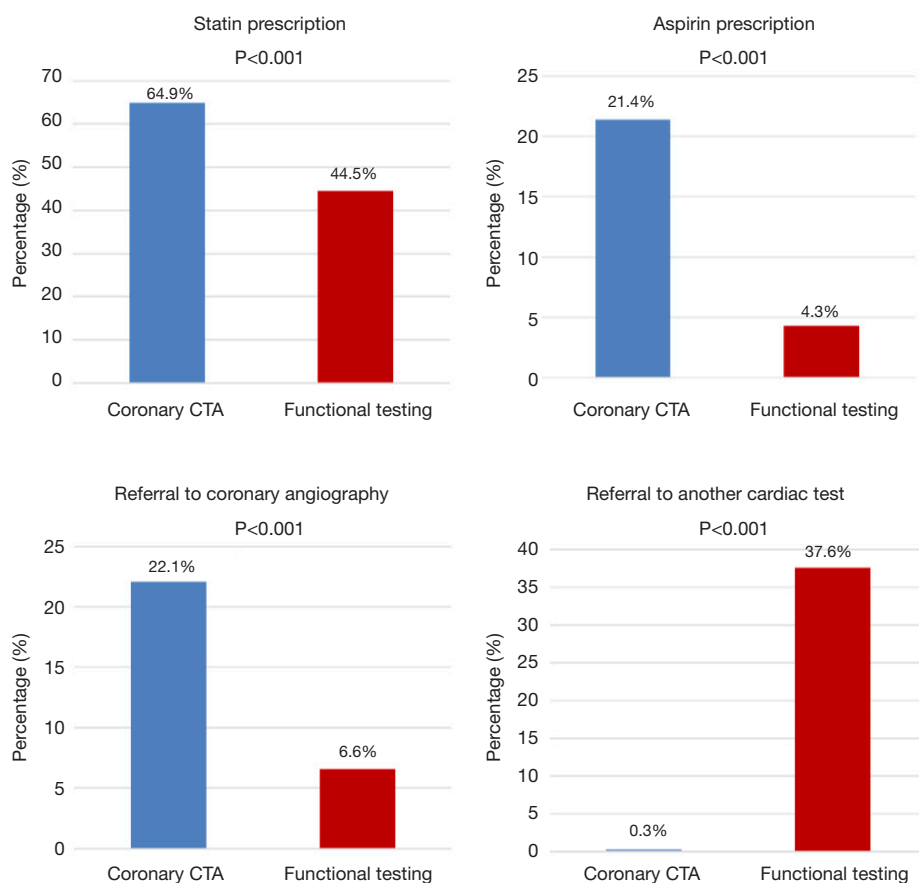 Statin prescription
P<0.001
70
60
50
40
30
20
10
0
Percentage (%)
64.9%
44.5%
Coronary CTA
Functional testing
Aspirin prescription
P<0.001
25
20
15
10
5
0
Percentage (%)
21.4%
4.3%
Coronary CTA
Functional testing
Referral to coronary angiography
P<0.001
25
20
15
10
5
0
Percentage (%)
22.1%
6.6%
Coronary CTA
Functional testing
Referral to another cardiac test
P<0.001
40
35
30
25
20
15
10
5
0
Percentage (%)
0.3%
37.6%
Coronary CTA
Functional testing